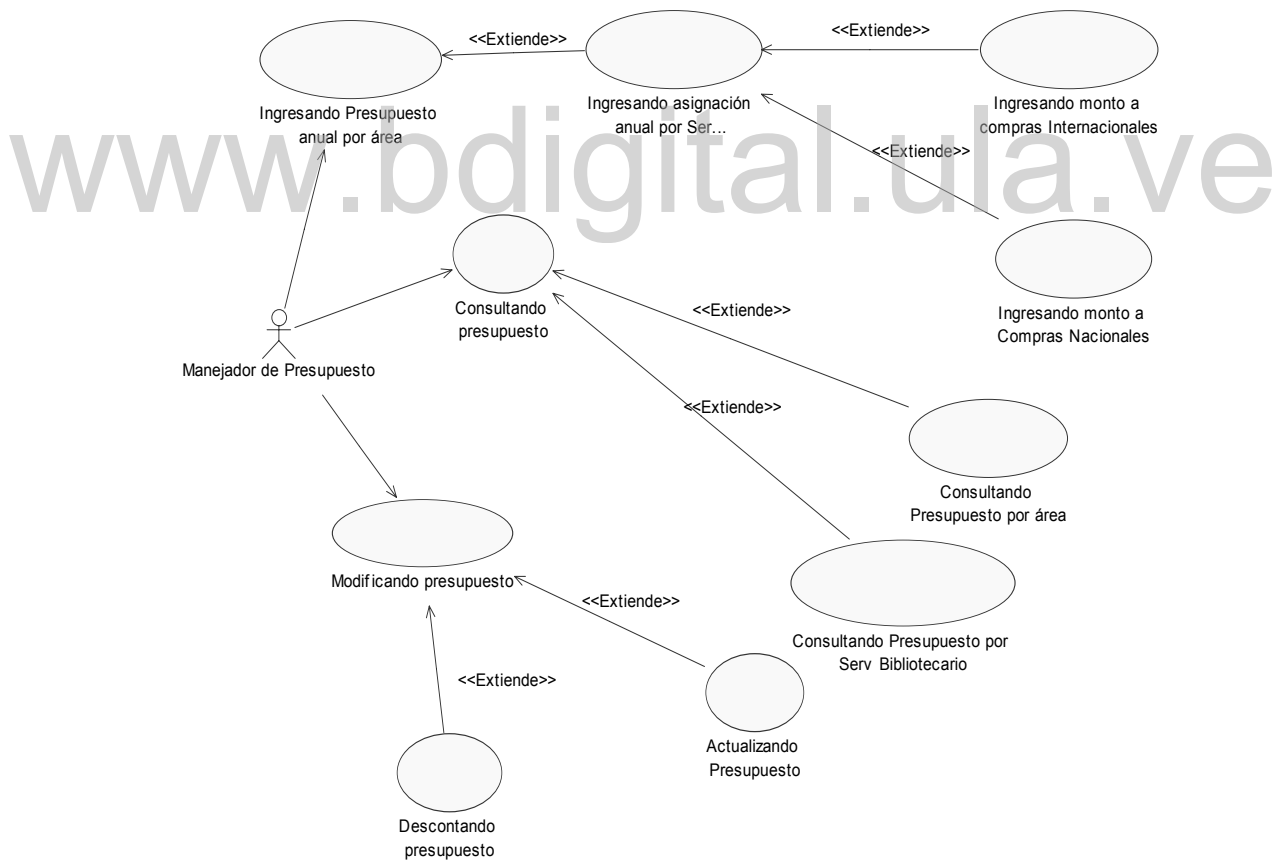 <<Extiende>>
<<Extiende>>
Ingresando Presupuesto
anual por área
Ingresando asignación
anual por Ser...
Ingresando monto a
compras Internacionales
www.bdigital.ula.ve
<<Extiende>>
Consultando
presupuesto
<<Extiende>>
Ingresando monto a
Compras Nacionales
Manejador de Presupuesto
<<Extiende>>
Consultando
Presupuesto por área
Modificando presupuesto
<<Extiende>>
Consultando Presupuesto por
Serv Bibliotecario
<<Extiende>>
Actualizando
Presupuesto
Descontando
presupuesto